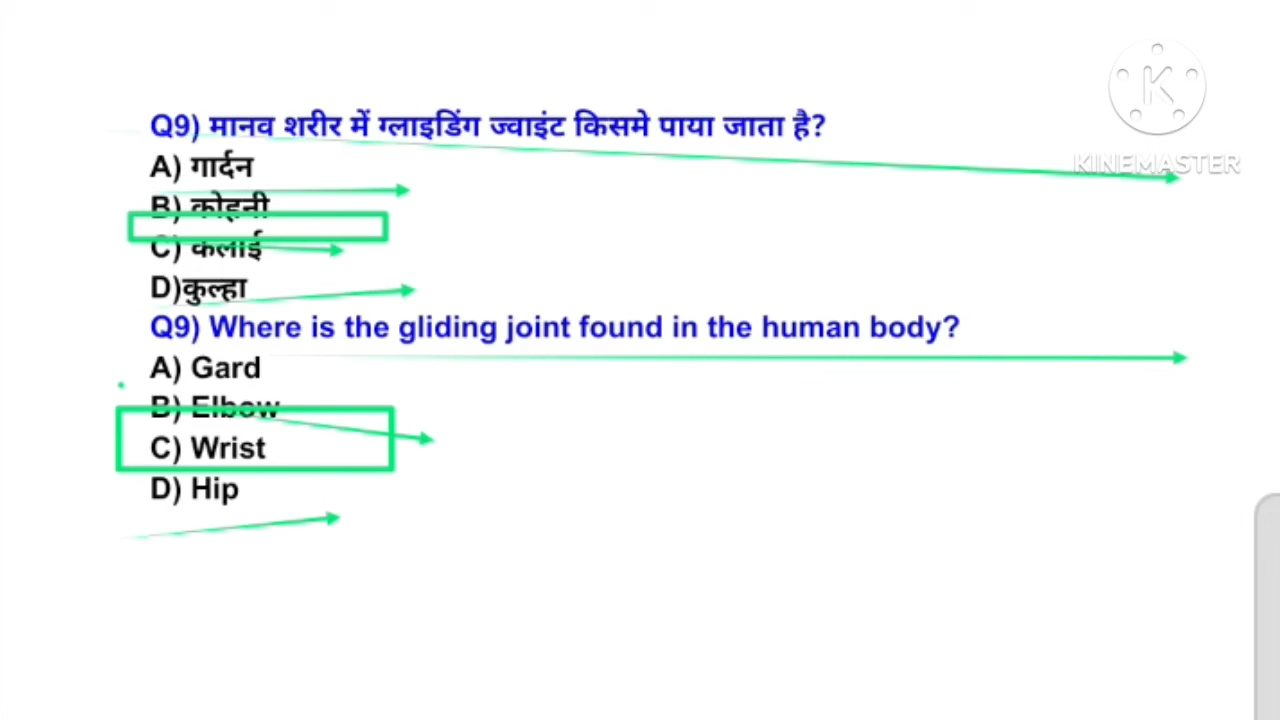 Q9) मानव शरीर में ग्लाइडिंग ज्वाइंट किसमे पाया जाता है?
A) गार्दन
B) कोहनी
C) कलाई
D)कुल्हा
Q9) Where is the gliding joint found in the human body?
A) Gard
B) Elbow
C) Wrist
D) Hip
K
KINEMASTER